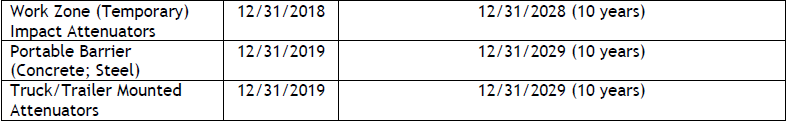 Work Zone (Temporary) 12/31/2018 12/31/2028 (10 years)
Impact Attenuators
Portable Barrier 12/31/2019 12/31/2029 (10 years)
(Concrete; Steel)
Truck/Trailer Mounted 12/31/2019 12/31/2029 (10 years)
Attenuators